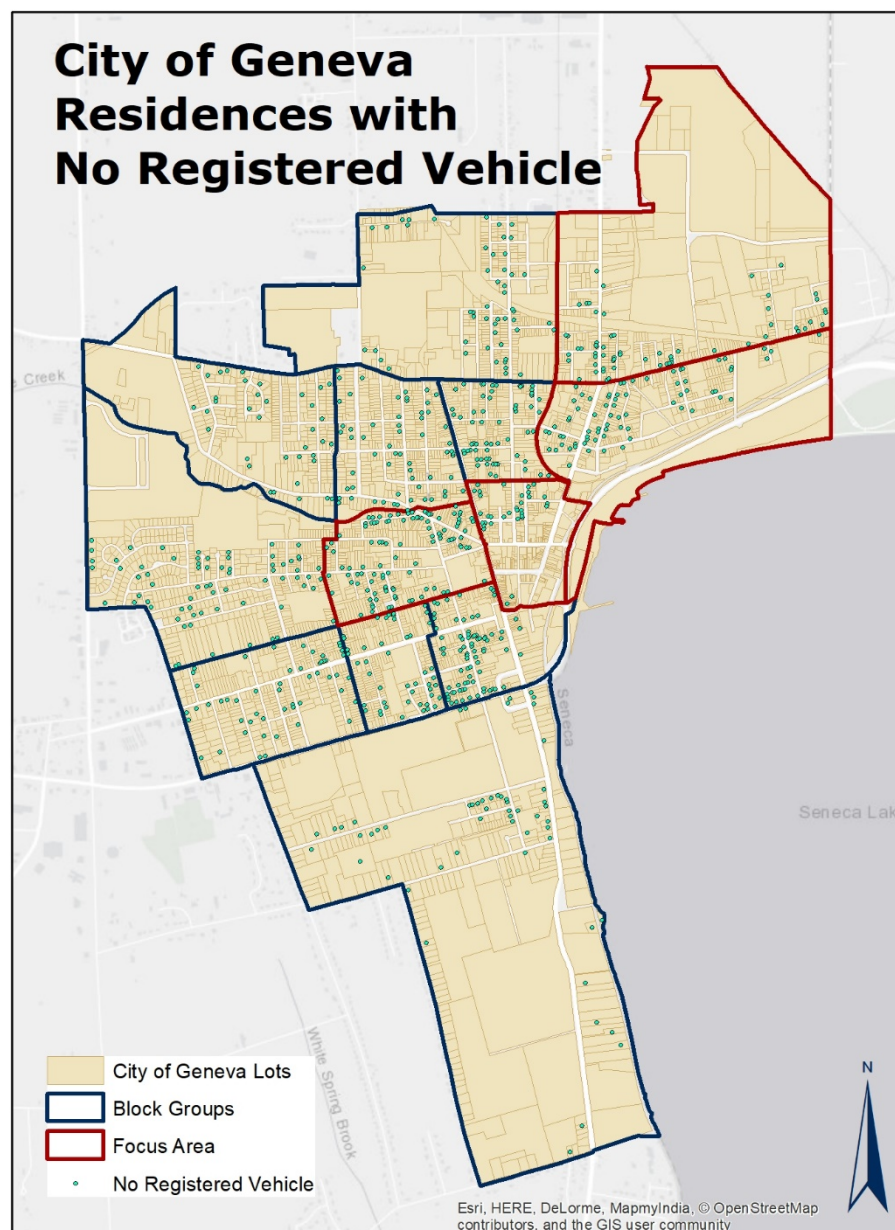 City of Geneva
Residences with
No Registered Vehicle
e Creek
Seneca
Seneca Lak
White Spring Brook
N
City of Geneva Lots
Block Groups
Focus Area
No Registered Vehicle
Esri, HERE, DeLorme, MapmyIndia, © OpenStreetMap
contributors, and the GIS user community